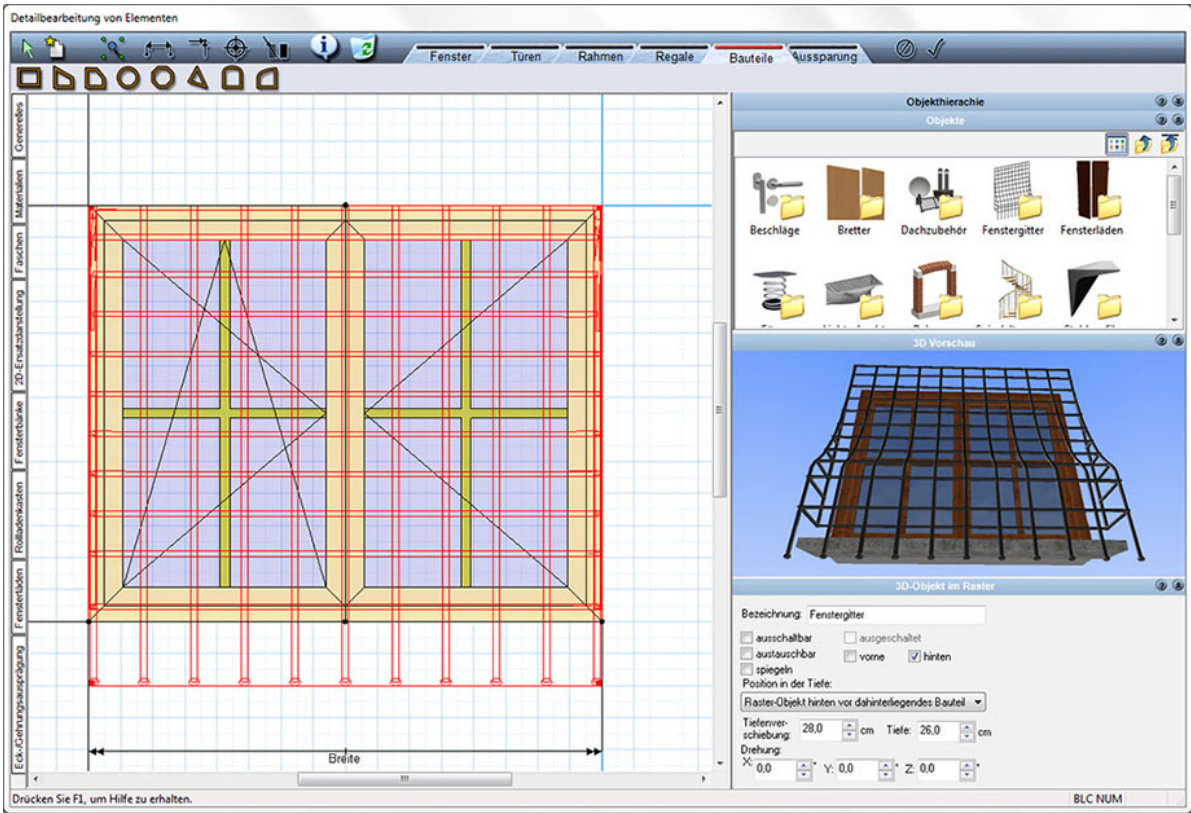 Detailbearbeitung von Elementen
Fenster Türen Rahmen Regale Bauteile Aussparung
Generelles
Materialien
Faschen
2D-Ersatzdarstellung
Fensterbänke
Rollladenkasten
Fensterläden
Eck-/Gehrungsausprägung
Breite
Objekthierachie
Objekte
Beschläge Bretter Dachzubehör Fenstergitter Fensterläden
3D Vorschau
3D-Objekt im Raster
Bezeichnung: Fenstergitter
ausschaltbar ausgeschaltet
austauschbar vorne hinten
spiegeln
Position in der Tiefe:
Raster-Objekt hinten vor dahinterliegendes Bauteil
Tiefenver-
schiebung: 28,0 cm Tiefe: 26,0 cm
Drehung:
X: 0,0 ° Y: 0,0 ° Z: 0,0 °
Drücken Sie F1, um Hilfe zu erhalten.
BLC NUM